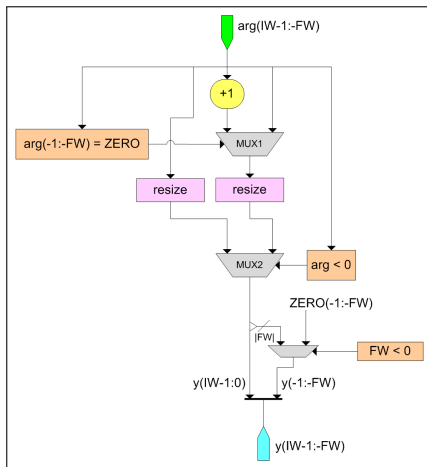 arg(IW-1:-FW)
+1
arg(-1:-FW) = ZERO
MUX1
resize
resize
MUX2
arg < 0
ZERO(-1:-FW)
|FW|
FW < 0
y(IW-1:0)
y(-1:-FW)
y(IW-1:-FW)